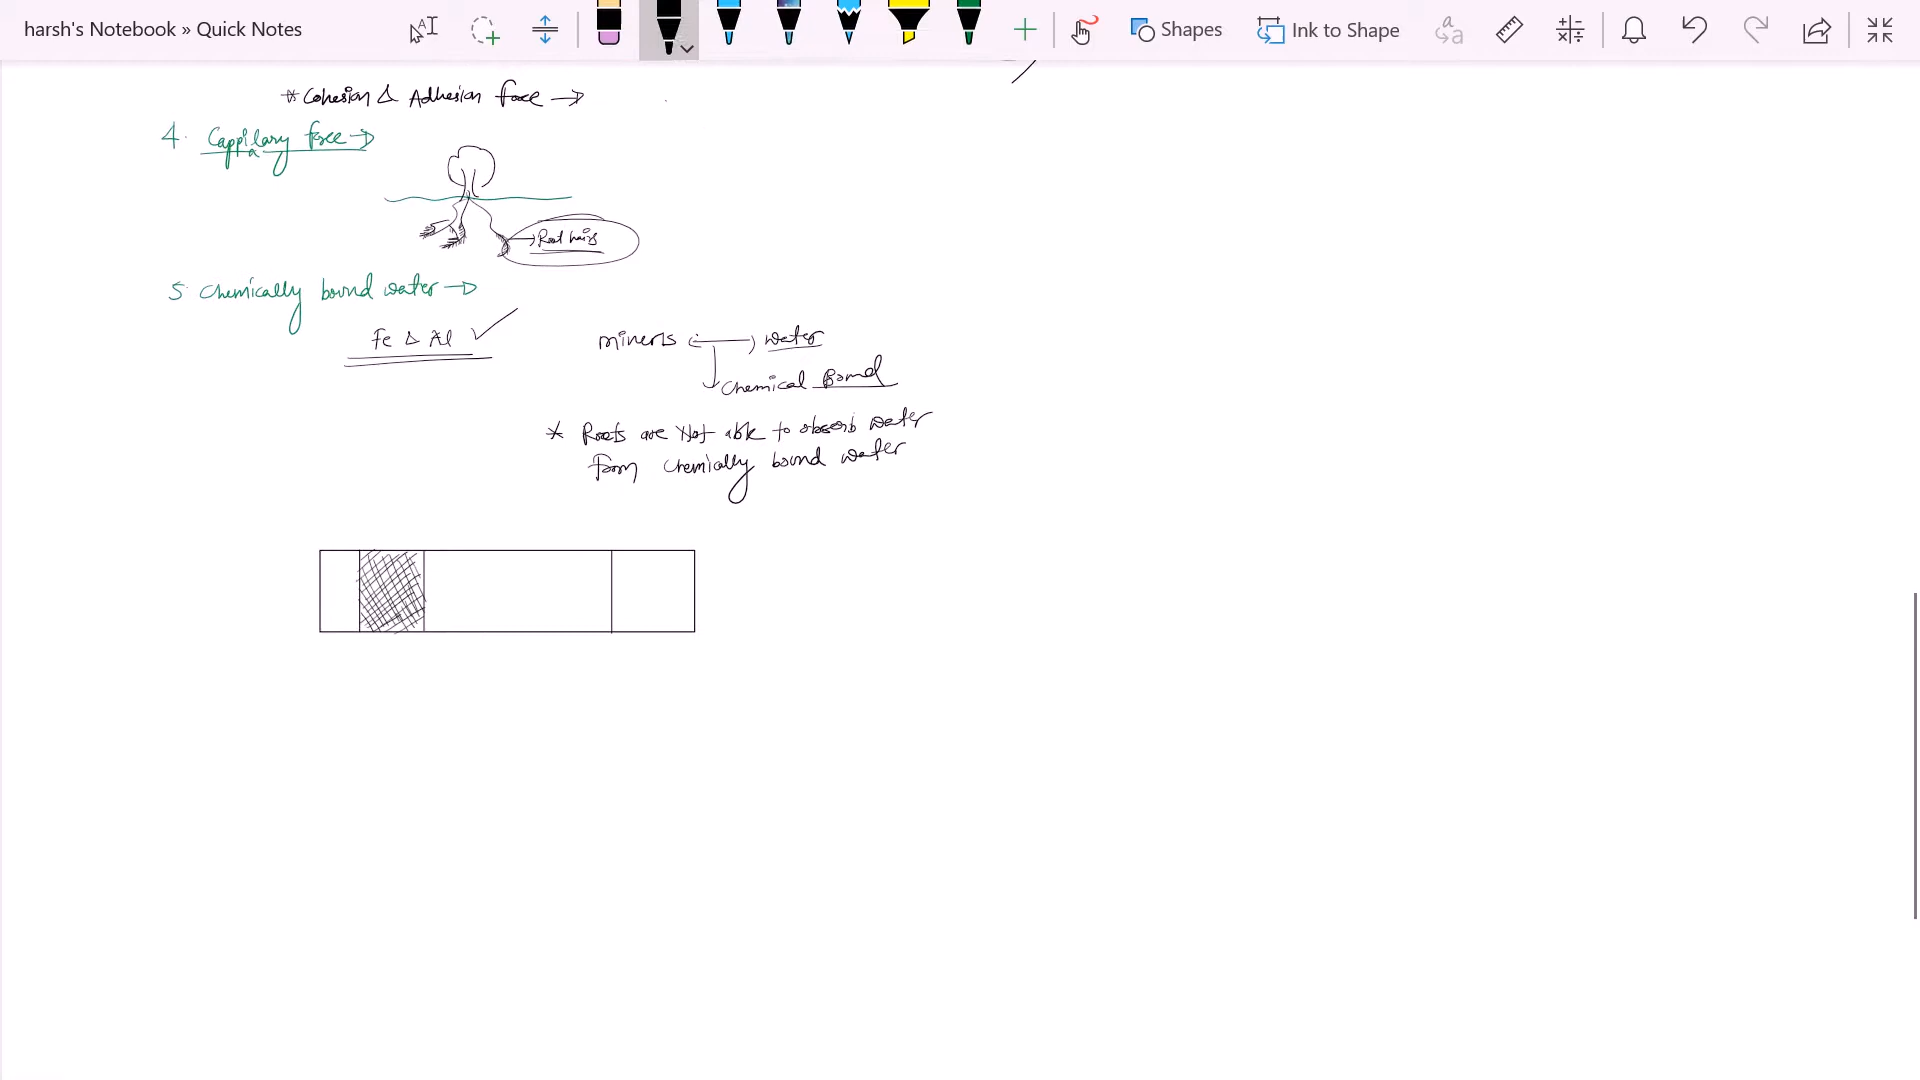 harsh's Notebook » Quick Notes
Shapes
Ink to Shape
* Cohesion & Adhesion force →
4. Cappilary force →
Root hairs
5. Chemically bound water →
Fe & Al ✓
minerls ⟷ water
Chemical Bond
* Roots are Not able to absorb water
from chemically bound water